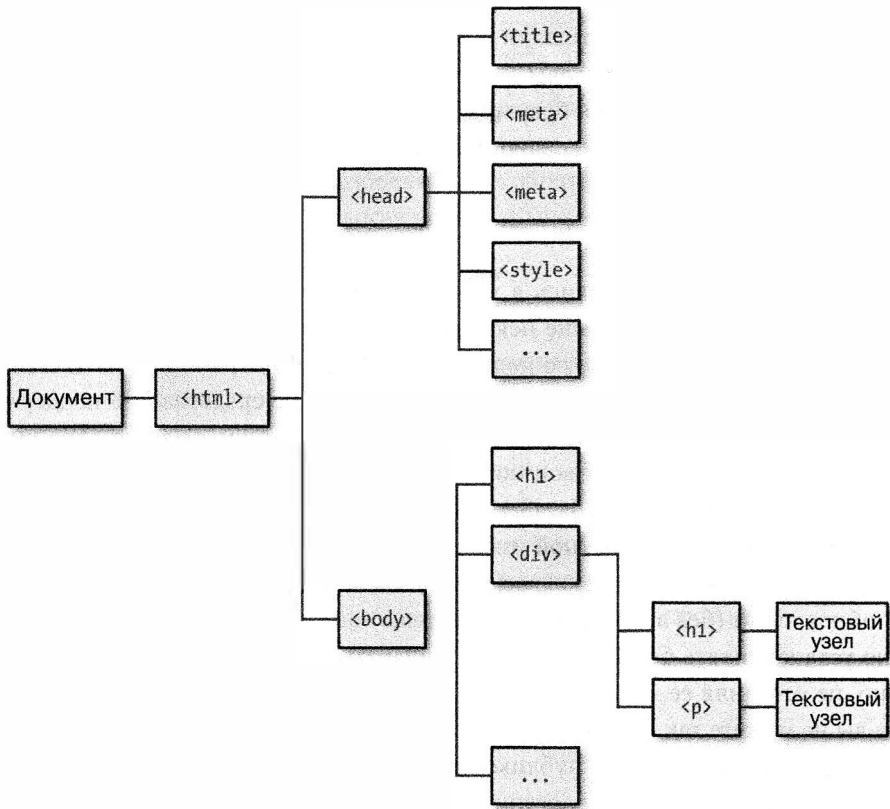 <title>
<meta>
<head>
<meta>
<style>
...
Документ
<html>
<h1>
<div>
<body>
<h1>
Текстовый
узел
<p>
Текстовый
узел
...